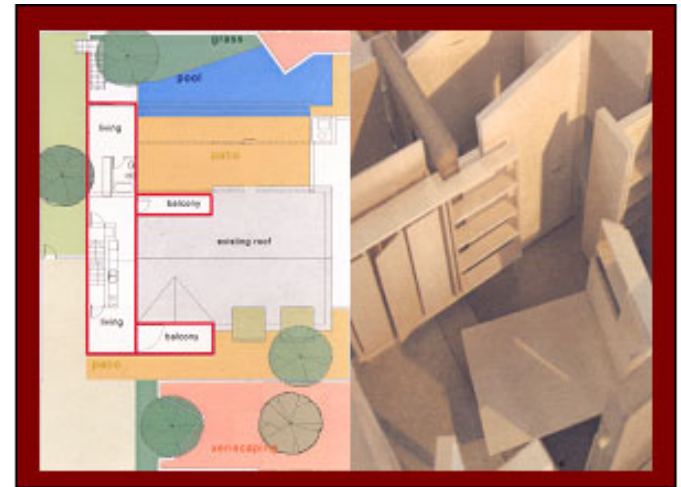 grass
pool
living
patio
balcony
existing roof
living
balcony
patio
xeriscaping